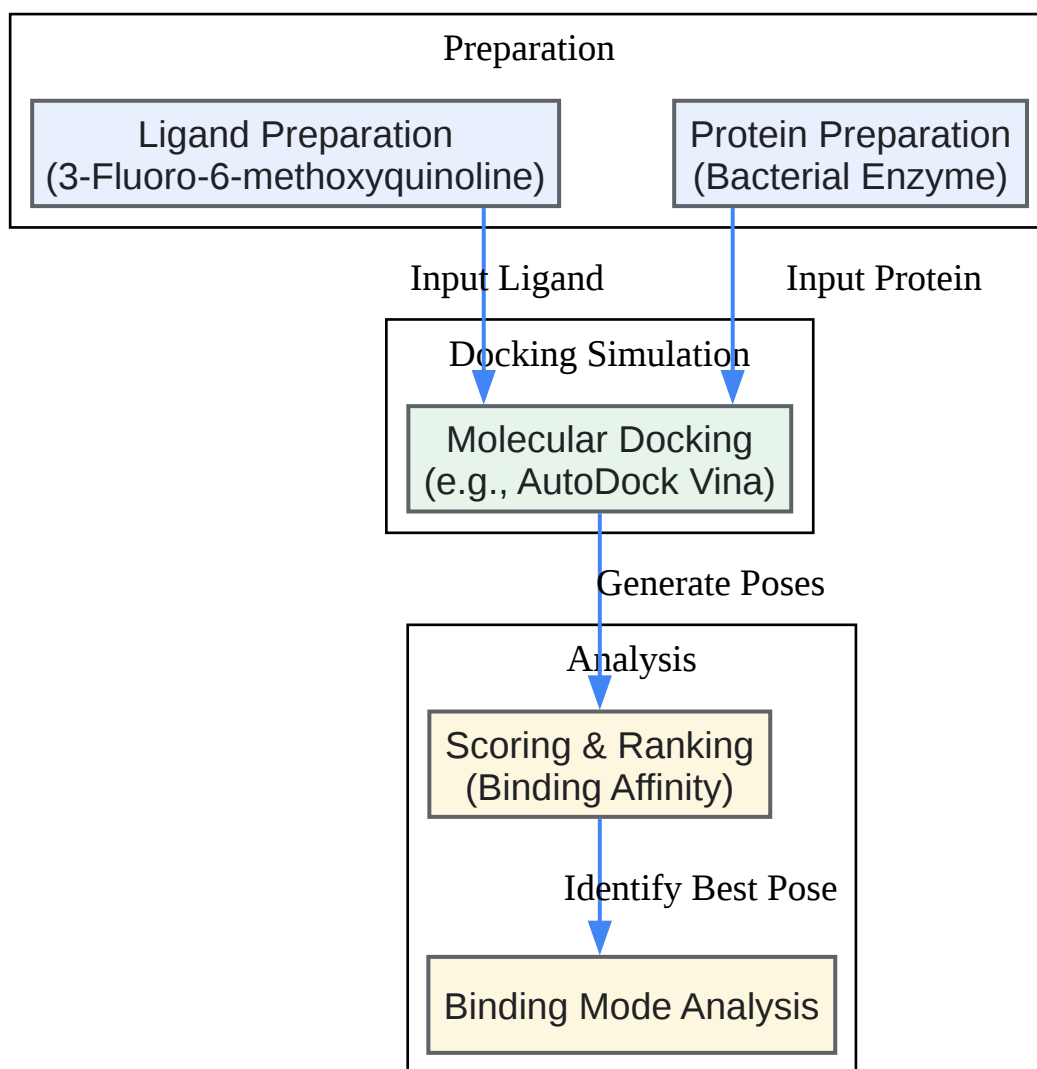 Preparation
Ligand Preparation
(3-Fluoro-6-methoxyquinoline)
Protein Preparation
(Bacterial Enzyme)
Input Ligand
Input Protein
Docking Simulation
Molecular Docking
(e.g., AutoDock Vina)
Generate Poses
Analysis
Scoring & Ranking
(Binding Affinity)
Identify Best Pose
Binding Mode Analysis